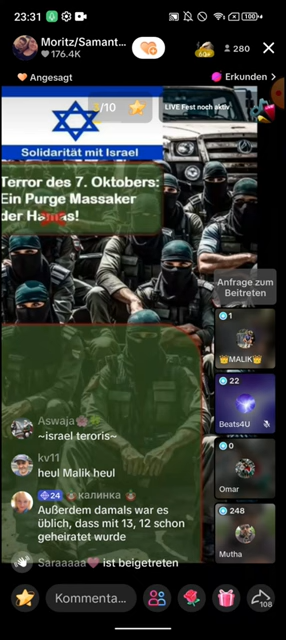 23:31
100+
Moritz/Samant...
176.4K
280
Angesagt
Erkunden
/10
LIVE Fest noch aktiv
Solidarität mit Israel
Terror des 7. Oktobers:
Ein Purge Massaker
der Hamas!
Anfrage zum
Beitreten
1
MALIK
22
Beats4U
0
Omar
248
Mutha
Aswaja
~israel teroris~
kv11
heul Malik heul
24 калинка
Außerdem damals war es
üblich, dass mit 13, 12 schon
geheiratet wurde
Saraaaaa ist beigetreten
Kommenta...
108